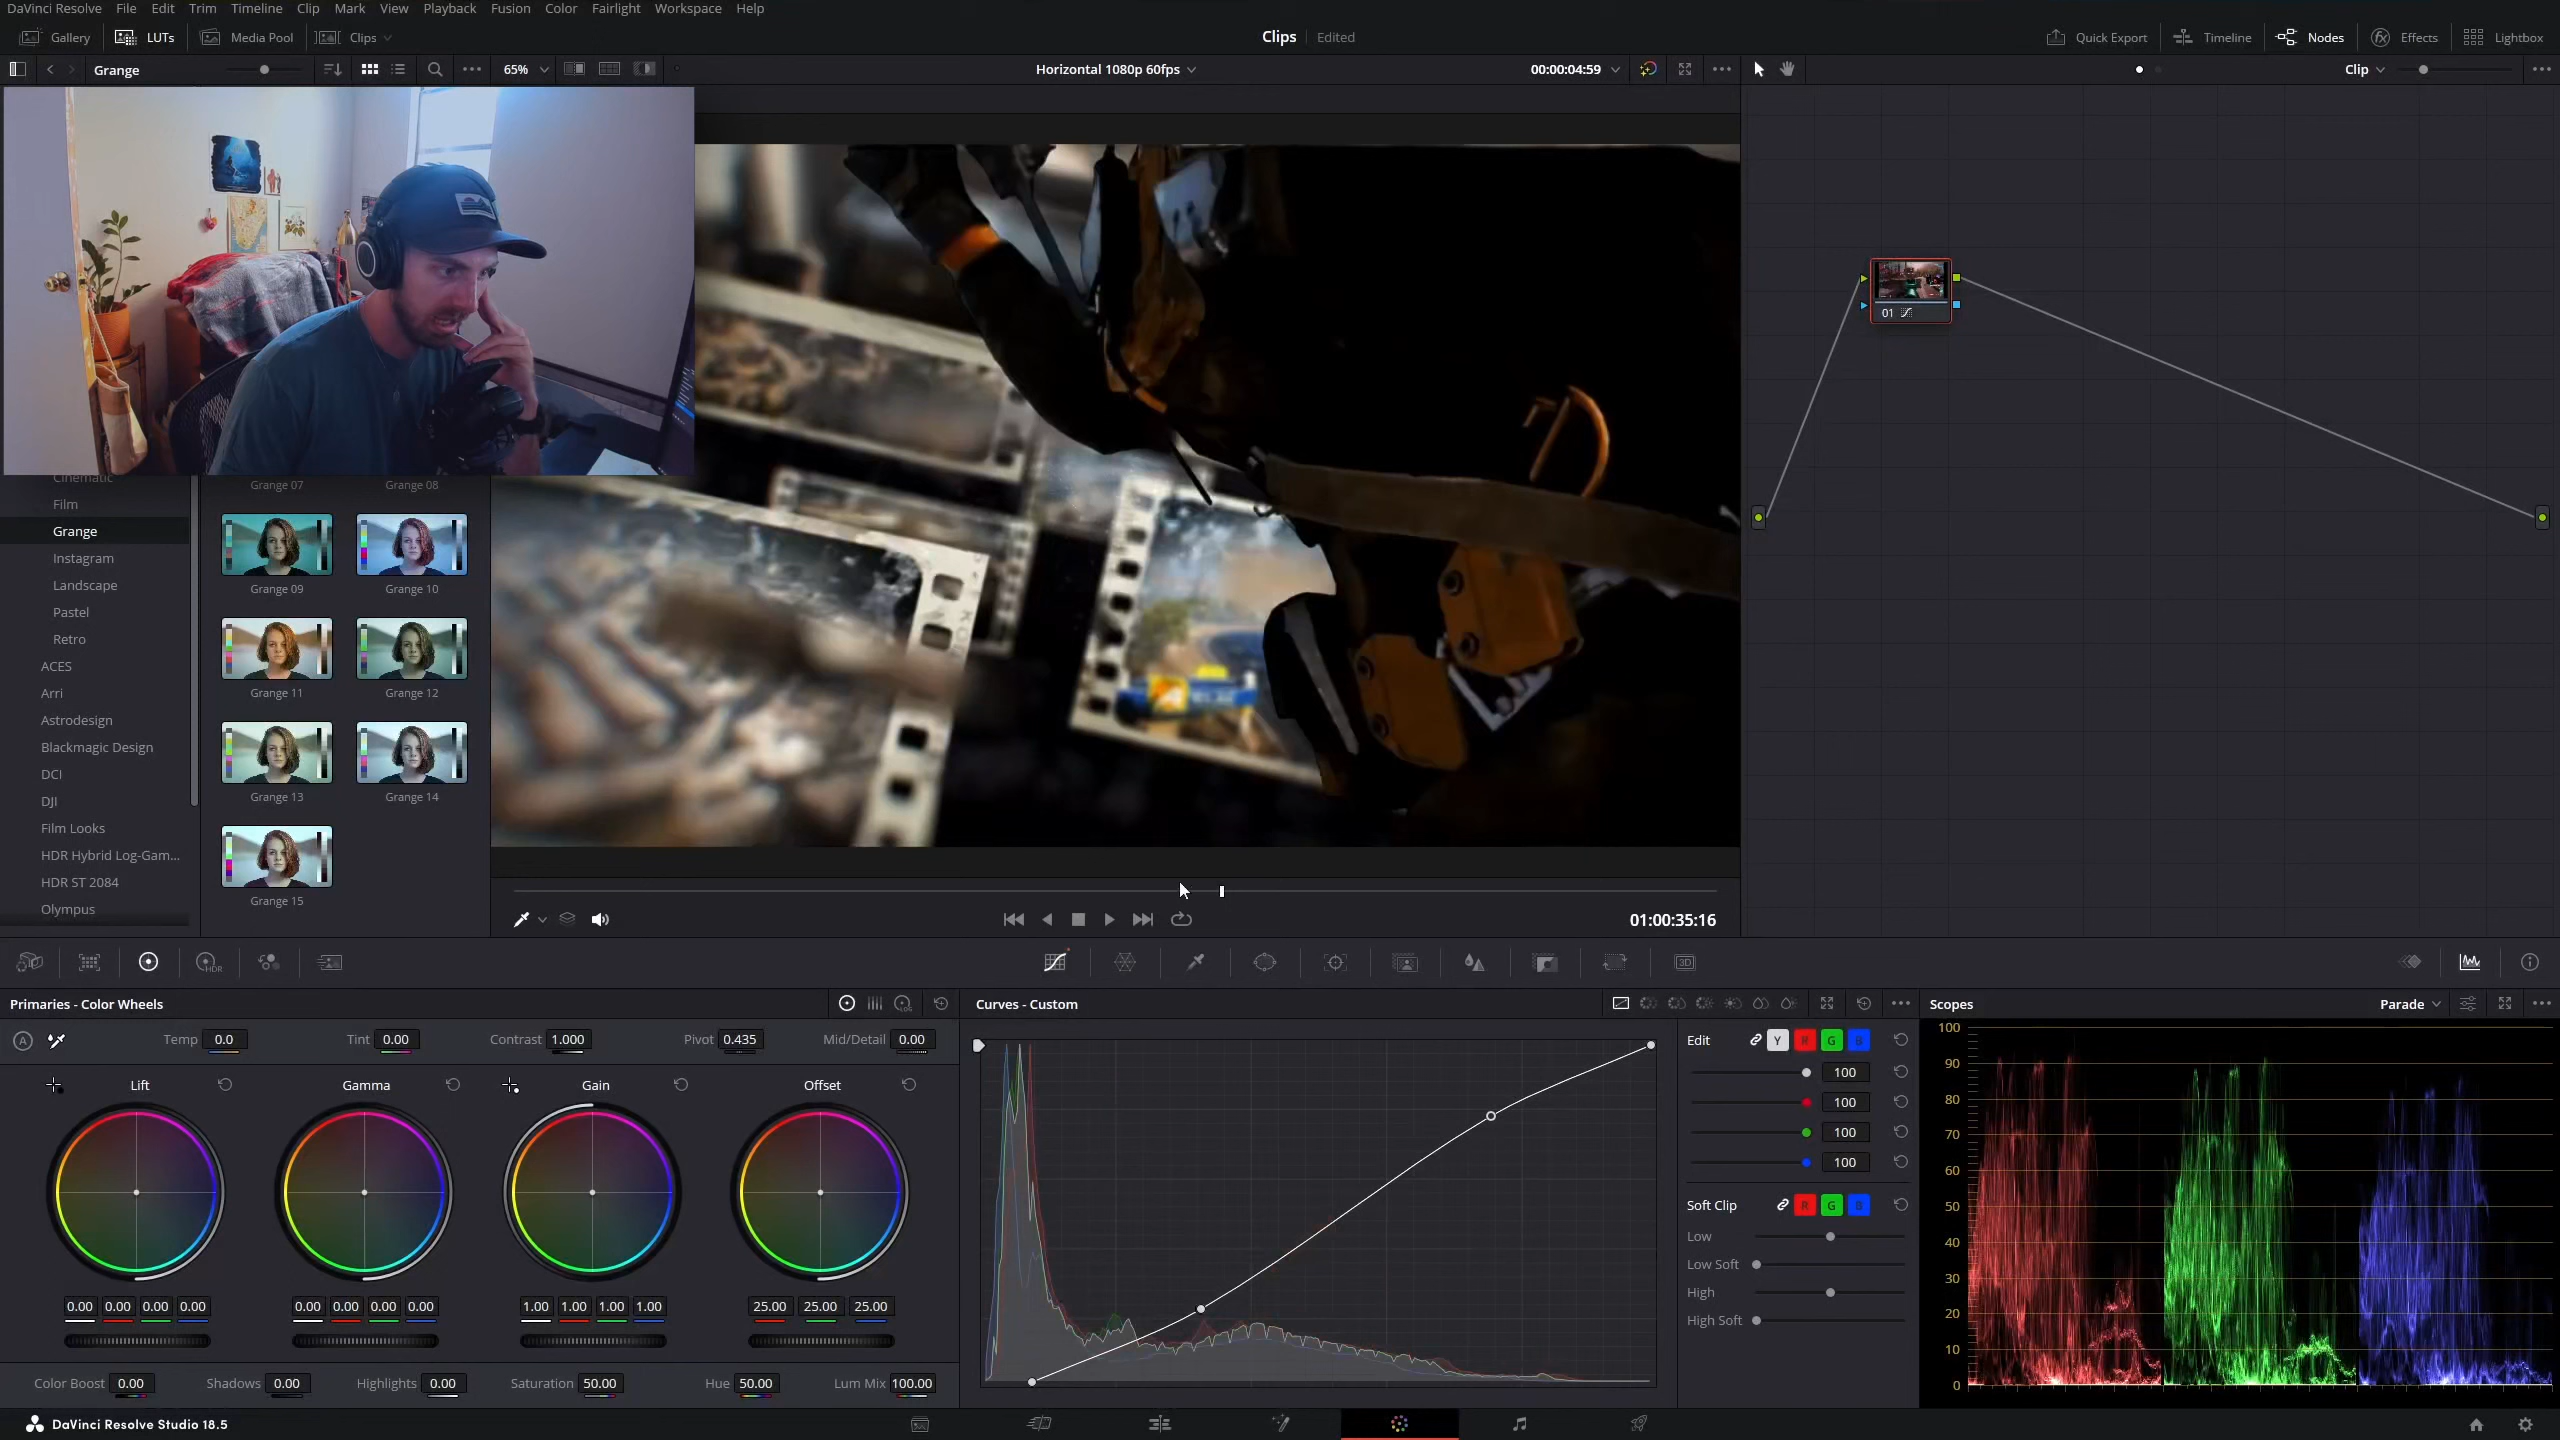 DaVinci Resolve File Edit Trim Timeline Clip Mark View Playback Fusion Color Fairlight Workspace Help
Gallery LUTs Media Pool Clips Clips Edited Quick Export Timeline Nodes Effects Lightbox
Grange 65% Horizontal 1080p 60fps 00:00:04:59 Clip
01
Cinematic
Film
Grange
Instagram
Landscape
Pastel
Retro
ACES
Arri
Astrodesign
Blackmagic Design
DCI
DJI
Film Looks
HDR Hybrid Log-Gam...
HDR ST 2084
Olympus
Grange 07 Grange 08
Grange 09 Grange 10
Grange 11 Grange 12
Grange 13 Grange 14
Grange 15
01:00:35:16
HDR
3D
Primaries - Color Wheels
LOG
A Temp 0.0 Tint 0.00 Contrast 1.000 Pivot 0.435 Mid/Detail 0.00
Lift Gamma Gain Offset
0.00 0.00 0.00 0.00 0.00 0.00 0.00 0.00 1.00 1.00 1.00 1.00 25.00 25.00 25.00
Color Boost 0.00 Shadows 0.00 Highlights 0.00 Saturation 50.00 Hue 50.00 Lum Mix 100.00
Curves - Custom
Edit Y R G B
100
100
100
100
Soft Clip R G B
Low
Low Soft
High
High Soft
Scopes Parade
100
90
80
70
60
50
40
30
20
10
0
DaVinci Resolve Studio 18.5